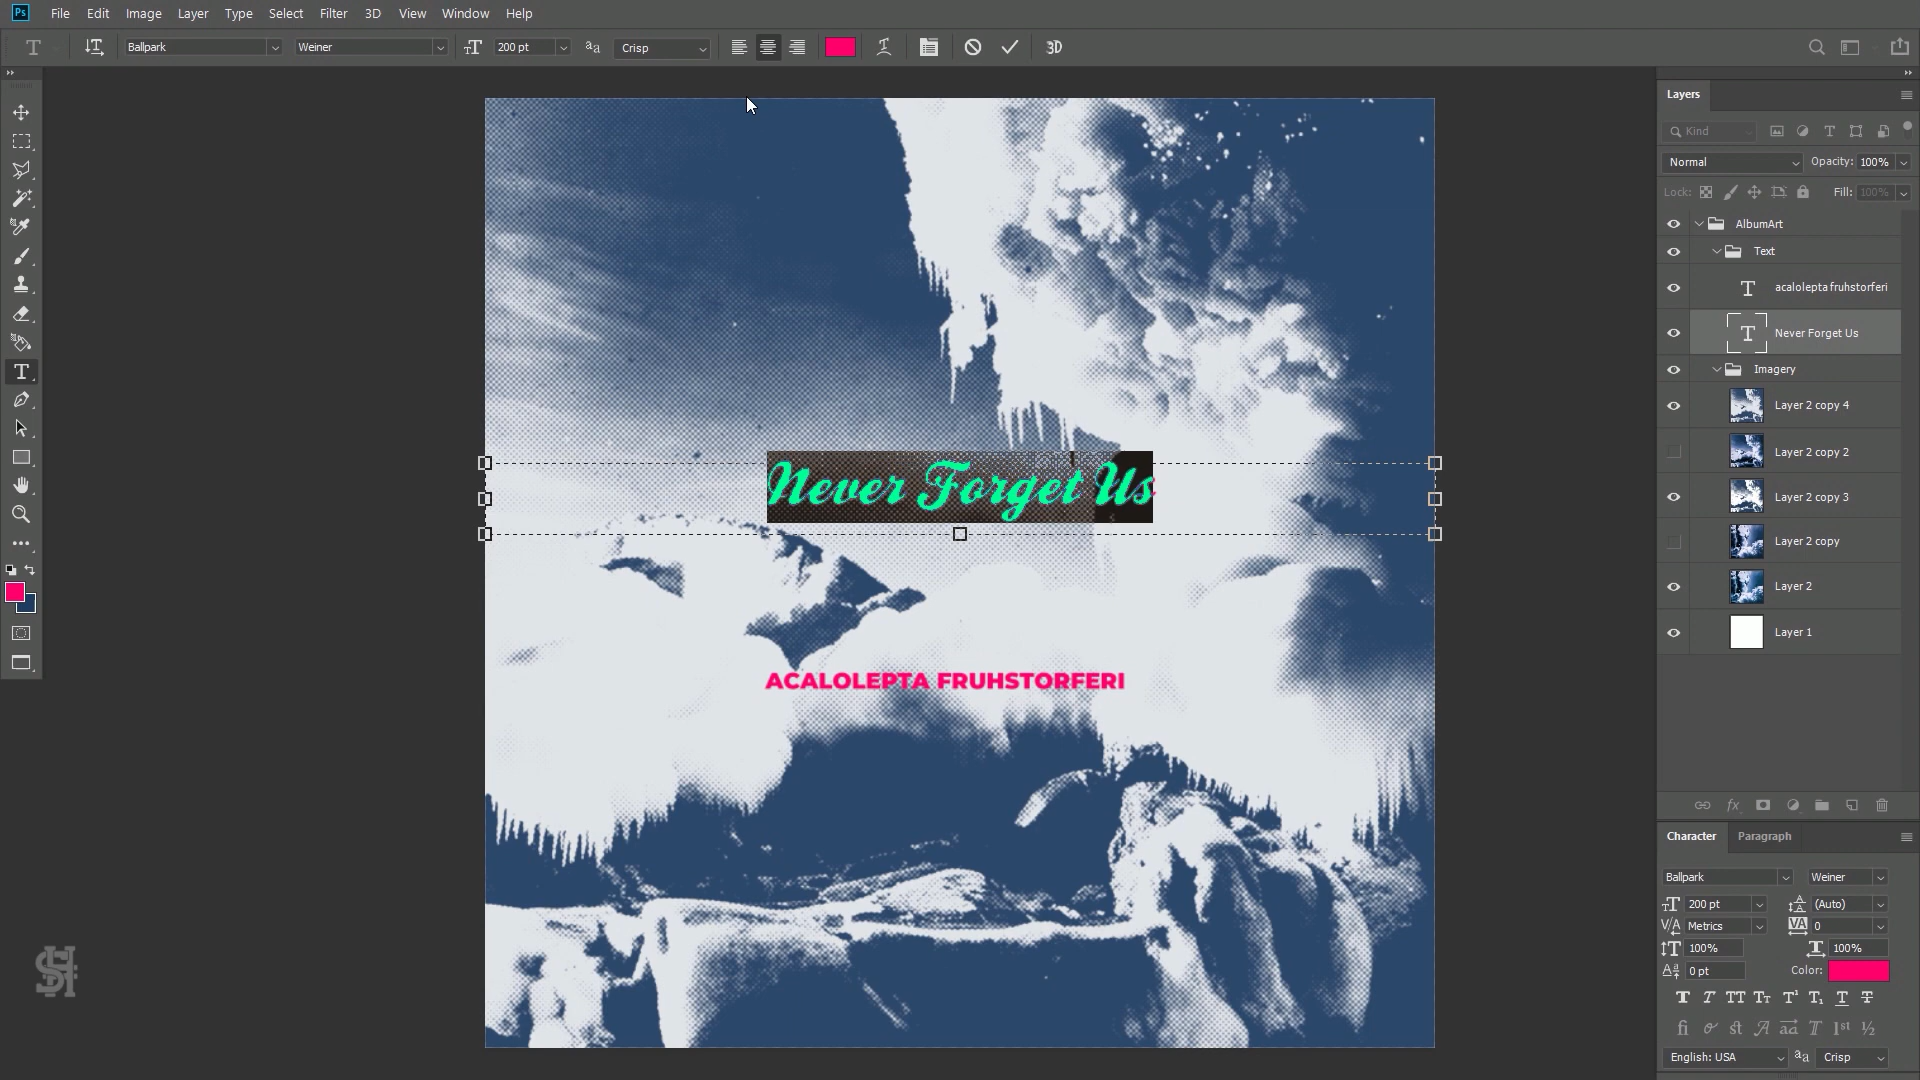 Ps File Edit Image Layer Type Select Filter 3D View Window Help
Ballpark Weiner 200 pt Crisp 3D
Layers
Kind
Normal Opacity: 100%
Lock: Fill: 100%
AlbumArt
Text
acalolepta fruhstorferi
Never Forget Us
Imagery
Layer 2 copy 4
Layer 2 copy 2
Layer 2 copy 3
Layer 2 copy
Layer 2
Layer 1
Never Forget Us
ACALOLEPTA FRUHSTORFERI
Character Paragraph
Ballpark Weiner
200 pt (Auto)
Metrics 0
100% 100%
0 pt Color:
English: USA Crisp